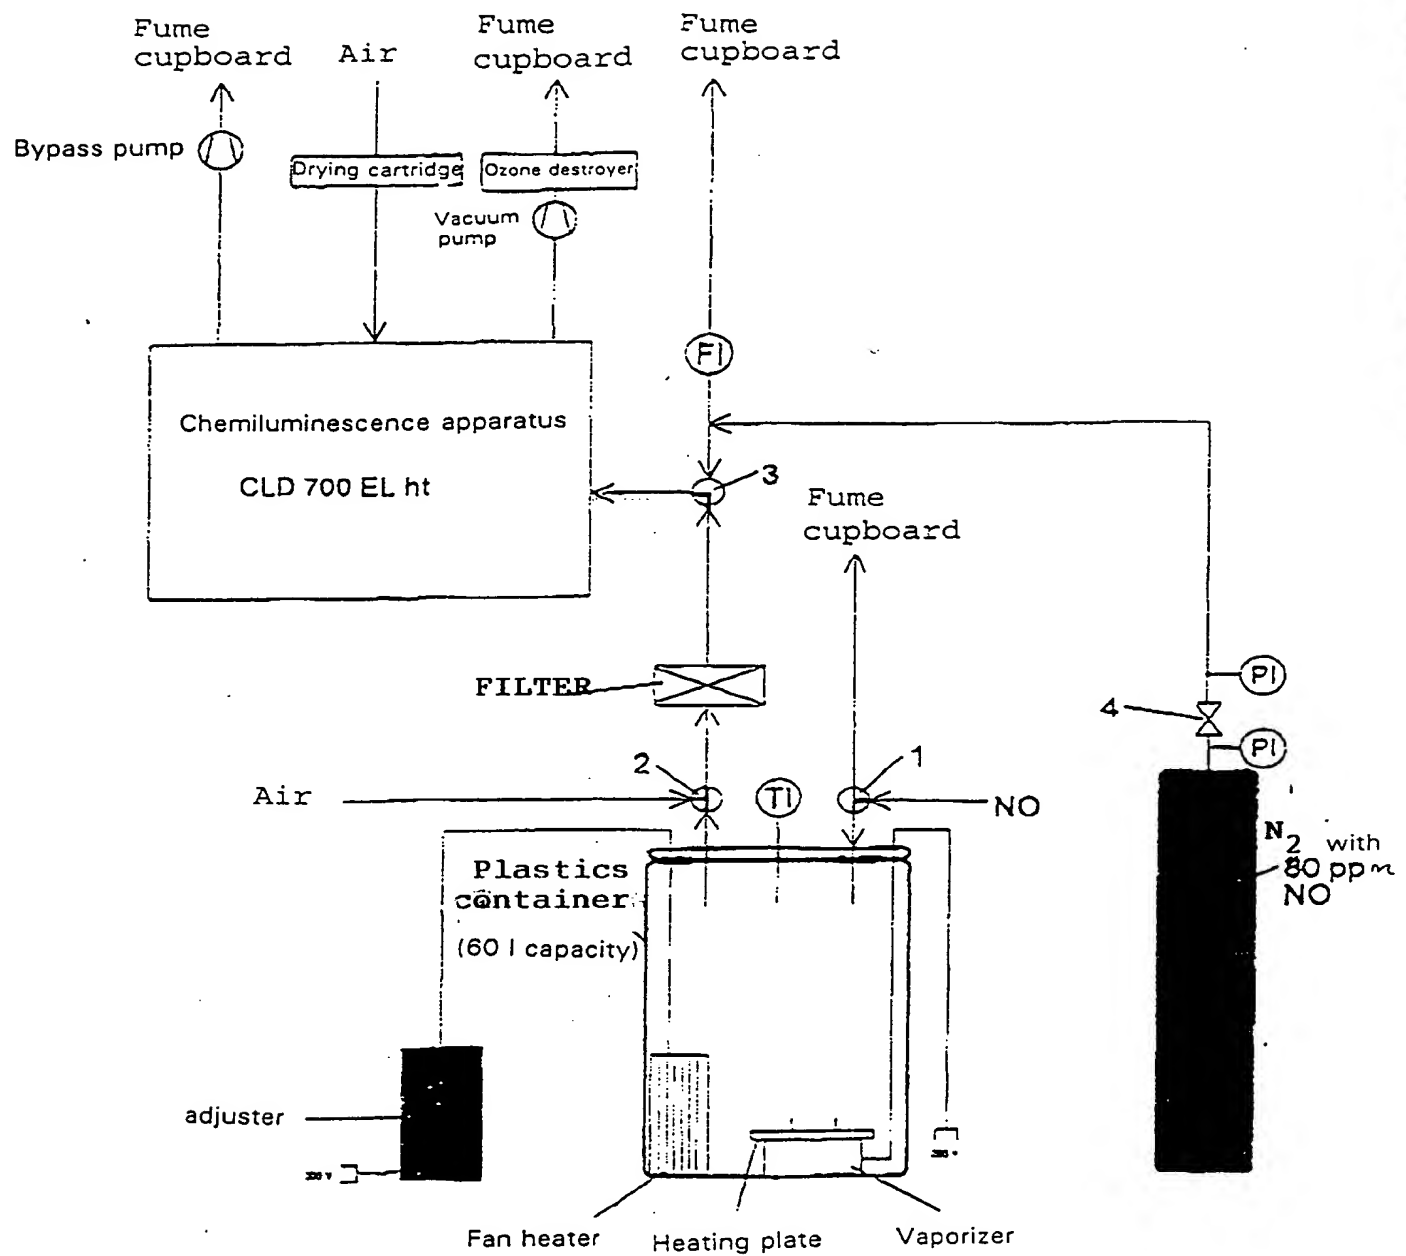 Fume
cupboard
Air
Fume
cupboard
Fume
cupboard
Bypass pump
Drying cartridge
Ozone destroyer
Vacuum
pump
FI
Chemiluminescence apparatus
CLD 700 EL ht
3
Fume
cupboard
FILTER
PI
4
PI
2
1
Air
TI
NO
N2 with
80 ppm
NO
Plastics
container
(60 l capacity)
adjuster
Fan heater
Heating plate
Vaporizer